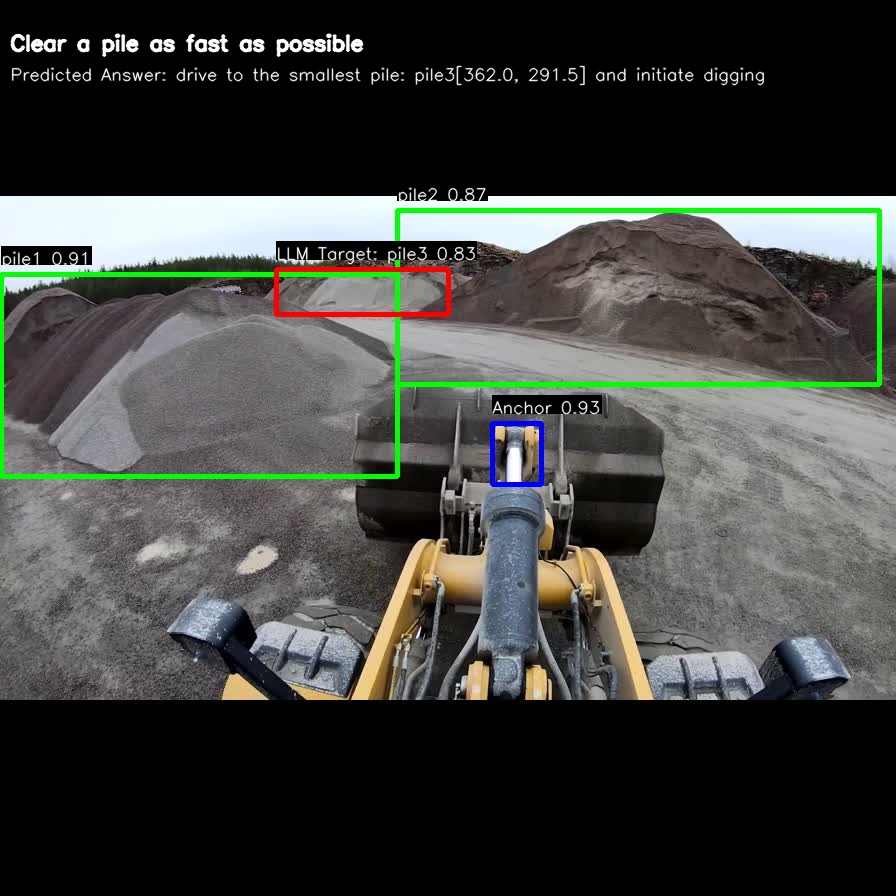 Clear a pile as fast as possible
Predicted Answer: drive to the smallest pile: pile3[362.0, 291.5] and initiate digging
pile2 0.87
pile1 0.91
LLM Target: pile3 0.83
Anchor 0.93